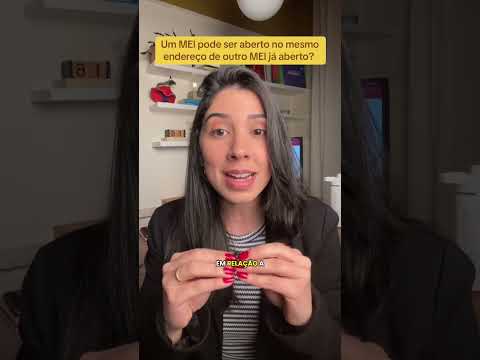 Um MEI pode ser aberto no mesmo
endereço de outro MEI já aberto?
EM RELAÇÃO A